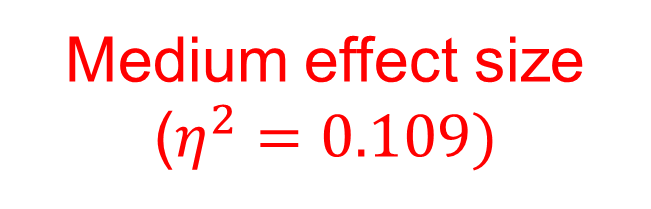 Medium effect size
(η² = 0.109)